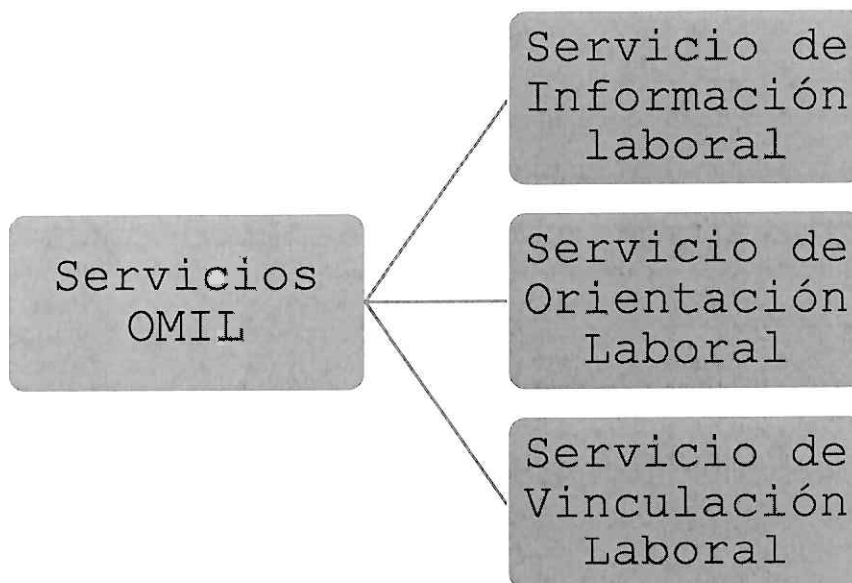 Servicios
OMIL
Servicio de
Información
laboral
Servicio de
Orientación
Laboral
Servicio de
Vinculación
Laboral